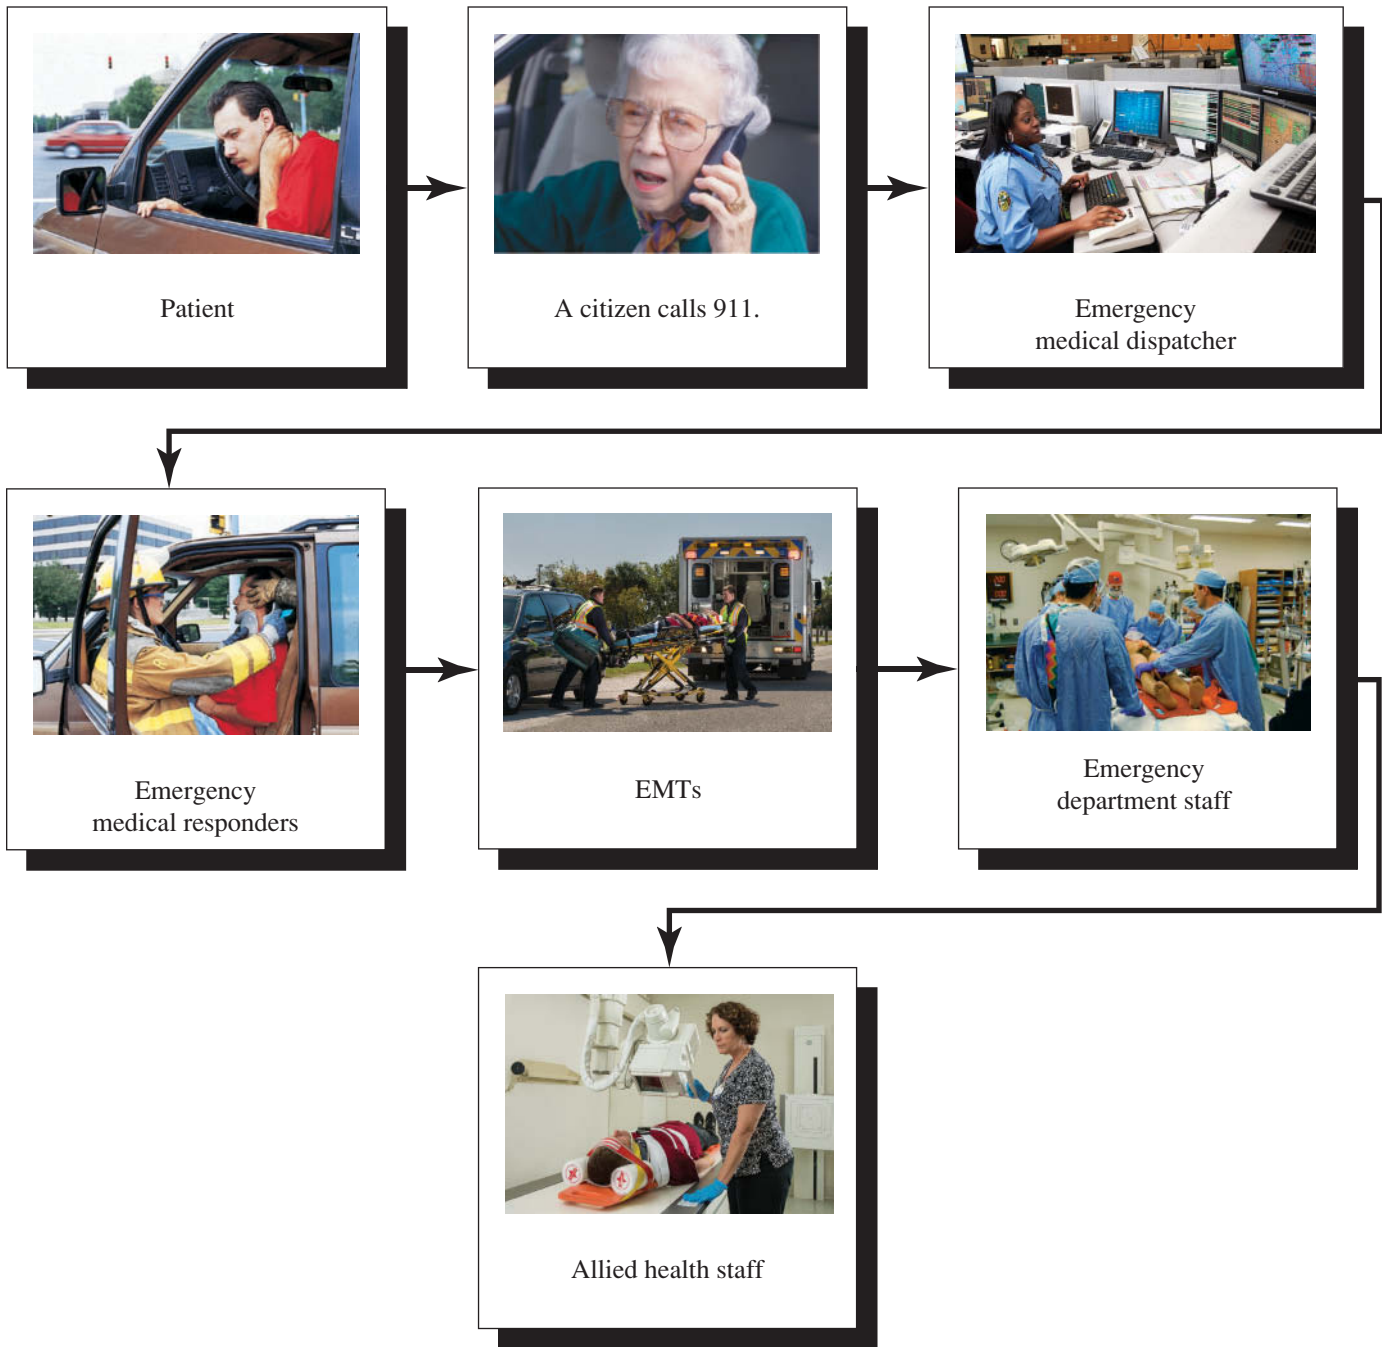 Patient
A citizen calls 911.
Emergency
medical dispatcher
Emergency
medical responders
EMTs
Emergency
department staff
Allied health staff